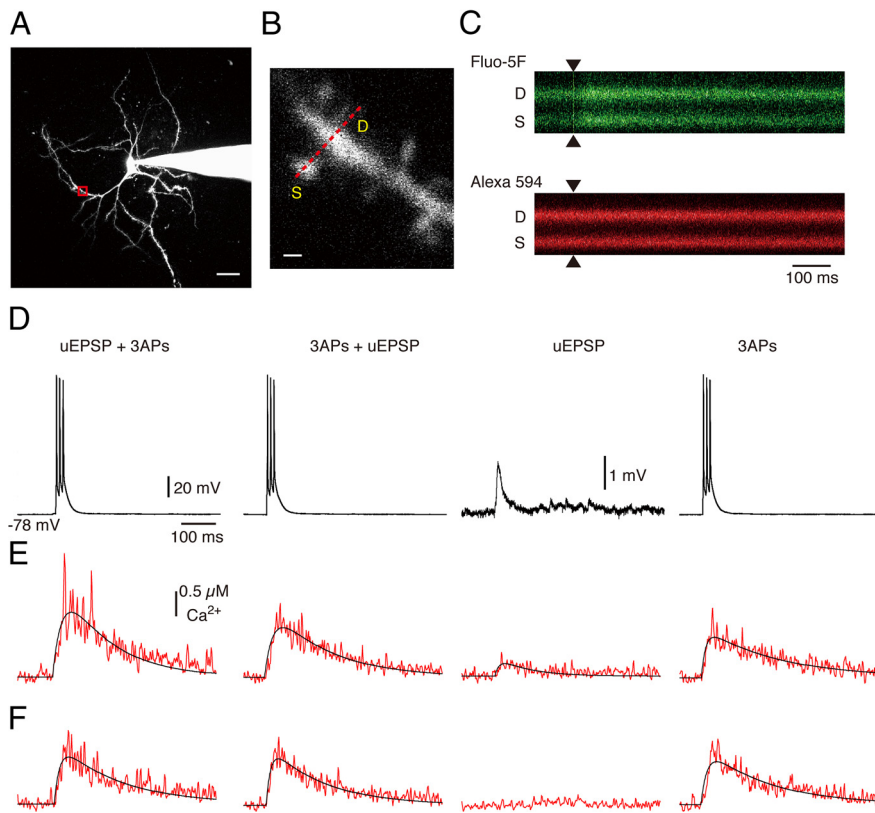 A
B
C
D
S
Fluo-5F
D
S
Alexa 594
D
S
100 ms
D
uEPSP + 3APs
3APs + uEPSP
uEPSP
3APs
20 mV
1 mV
-78 mV
100 ms
E
0.5 µM
Ca²⁺
F